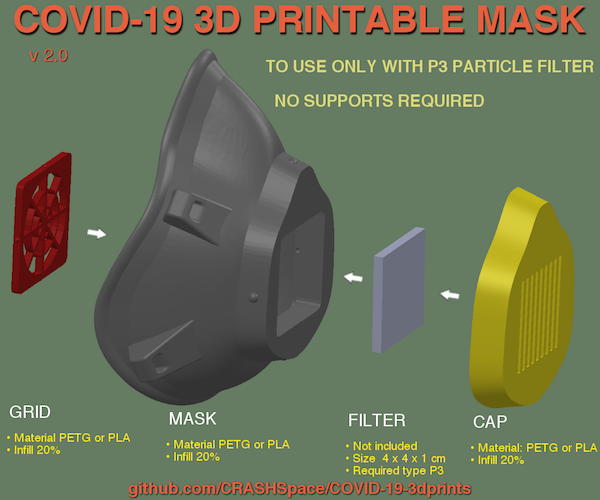 COVID-19 3D PRINTABLE MASK
v 2.0
TO USE ONLY WITH P3 PARTICLE FILTER
NO SUPPORTS REQUIRED
GRID
• Material PETG or PLA
• Infill 20%
MASK
• Material PETG or PLA
• Infill 20%
FILTER
• Not included
• Size 4 x 4 x 1 cm
• Required type P3
CAP
• Material: PETG or PLA
• Infill 20%
github.com/CRASHSpace/COVID-19-3dprints